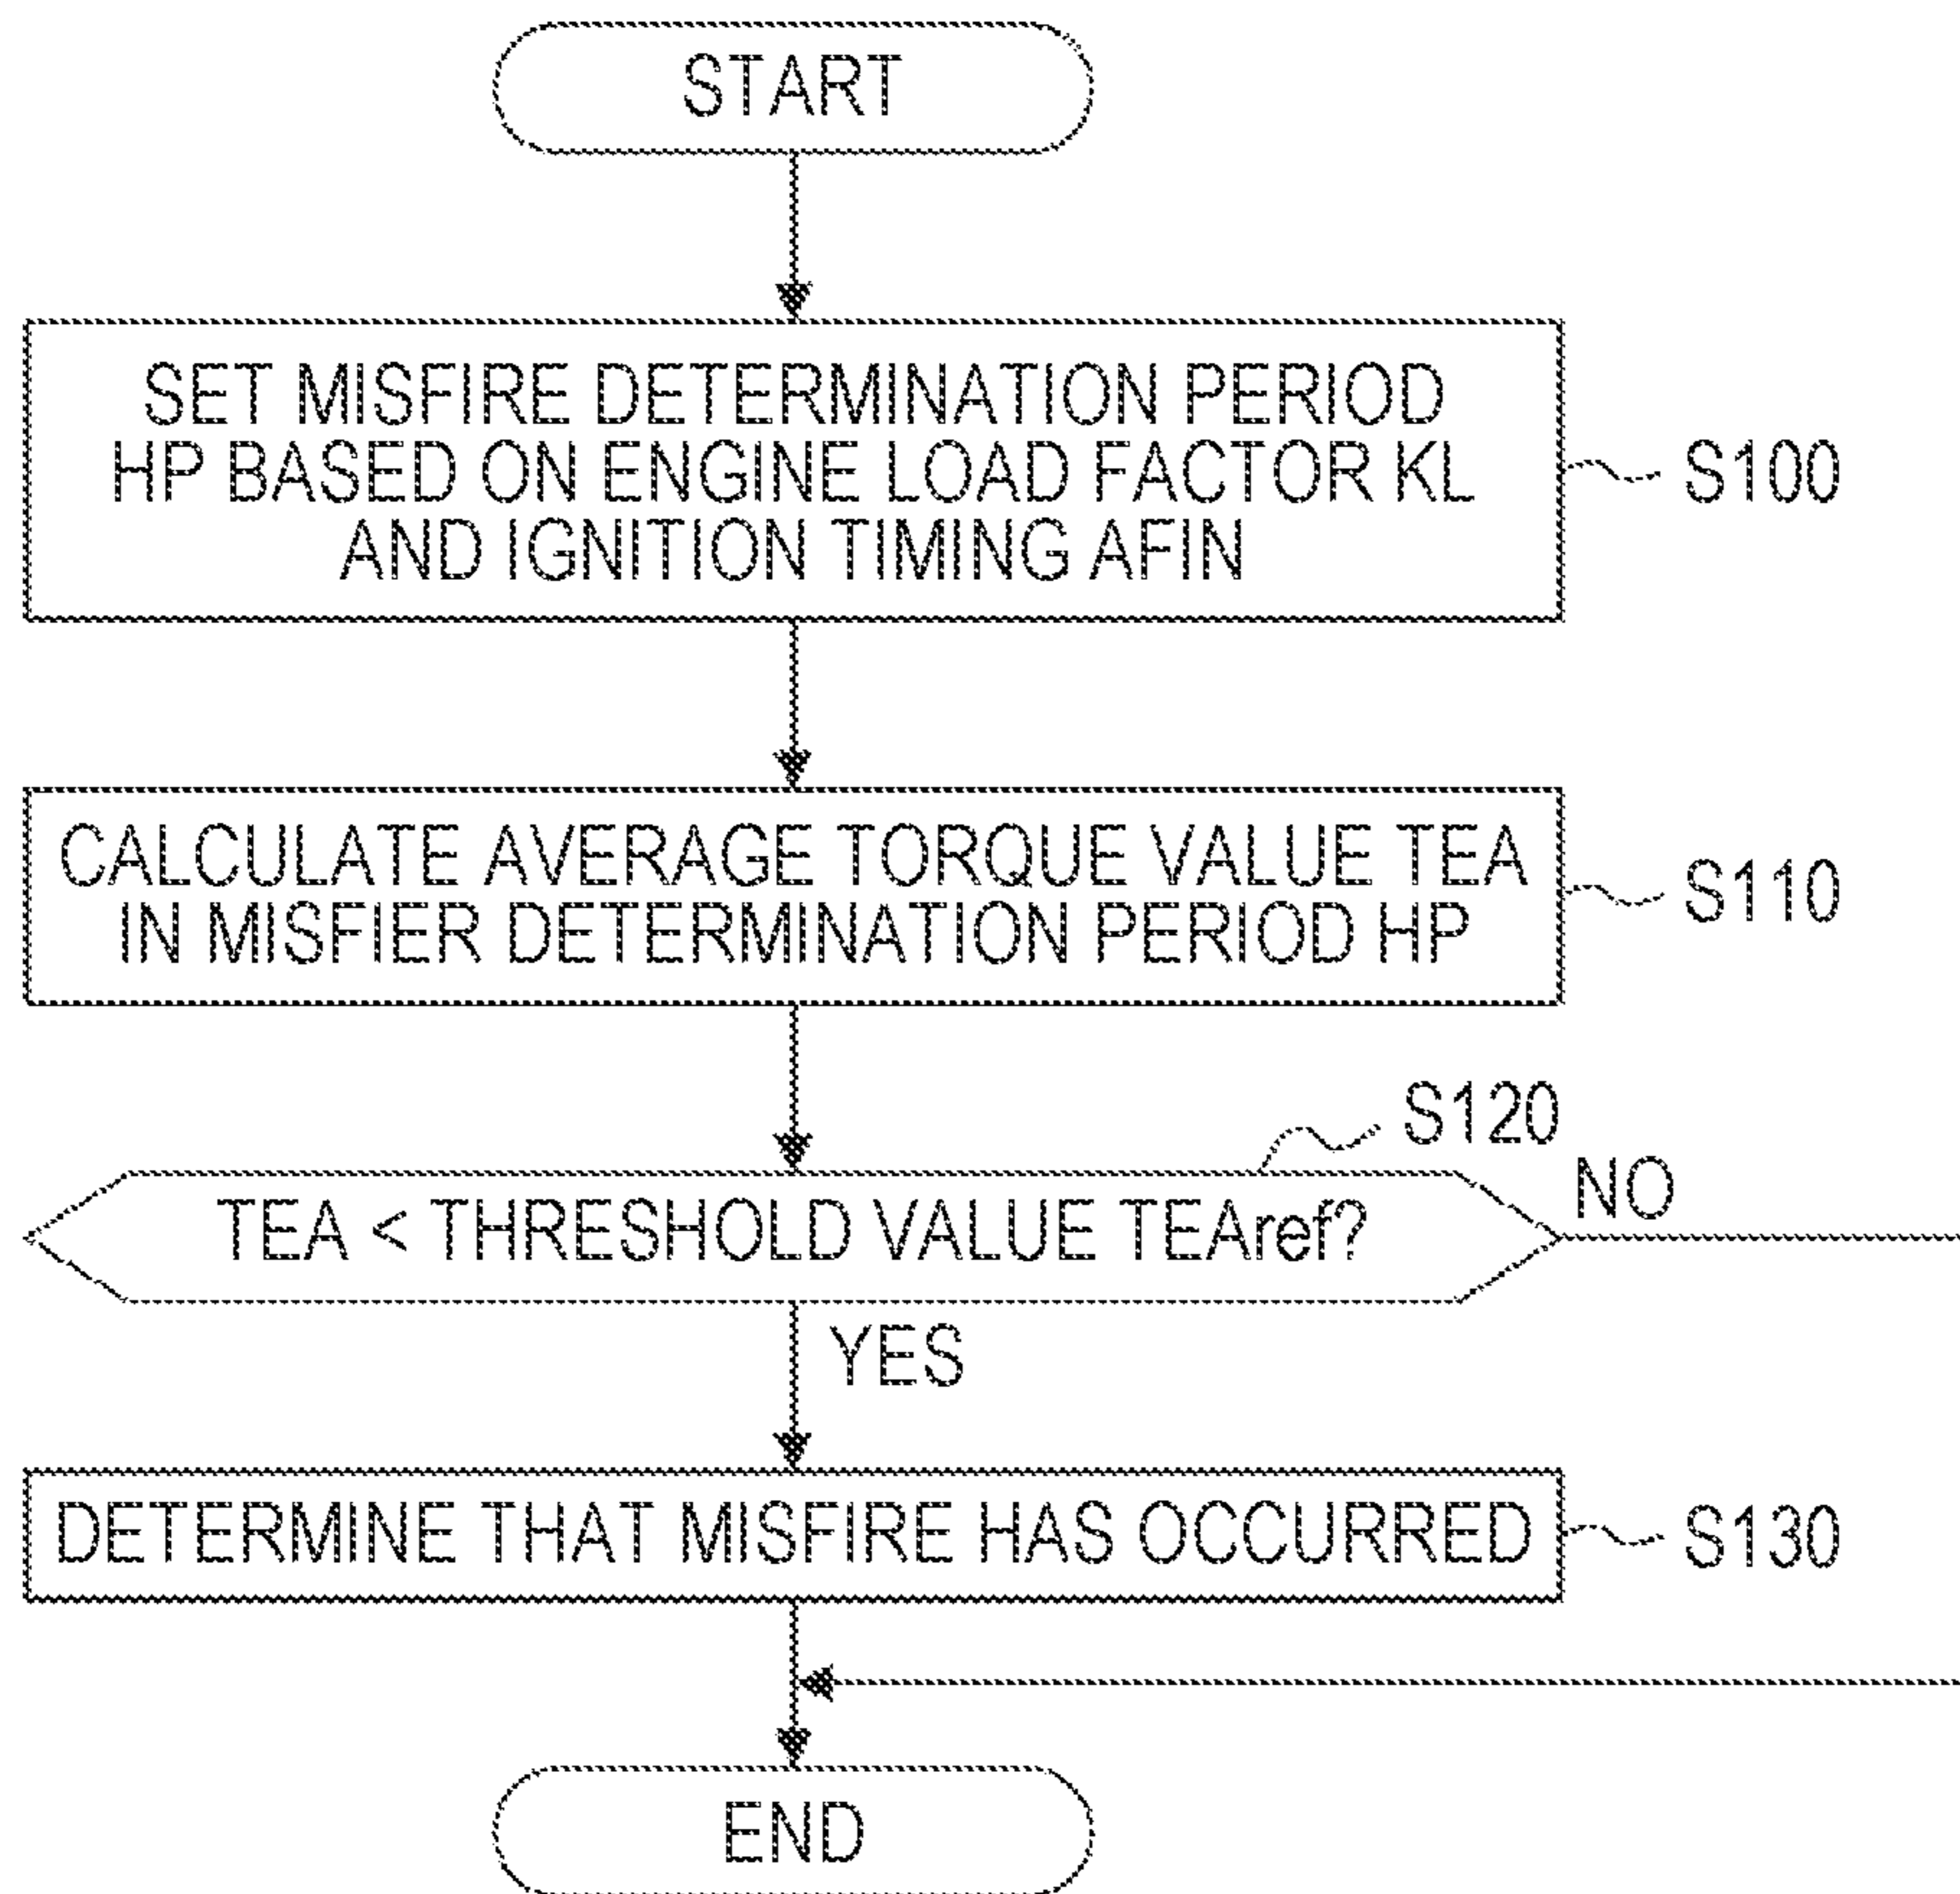 START
SET MISFIRE DETERMINATION PERIOD
HP BASED ON ENGINE LOAD FACTOR KL
AND IGNITION TIMING AFIN
S100
CALCULATE AVERAGE TORQUE VALUE TEA
IN MISFIER DETERMINATION PERIOD HP
S110
S120
TEA < THRESHOLD VALUE TEAref?
NO
YES
DETERMINE THAT MISFIRE HAS OCCURRED
S130
END